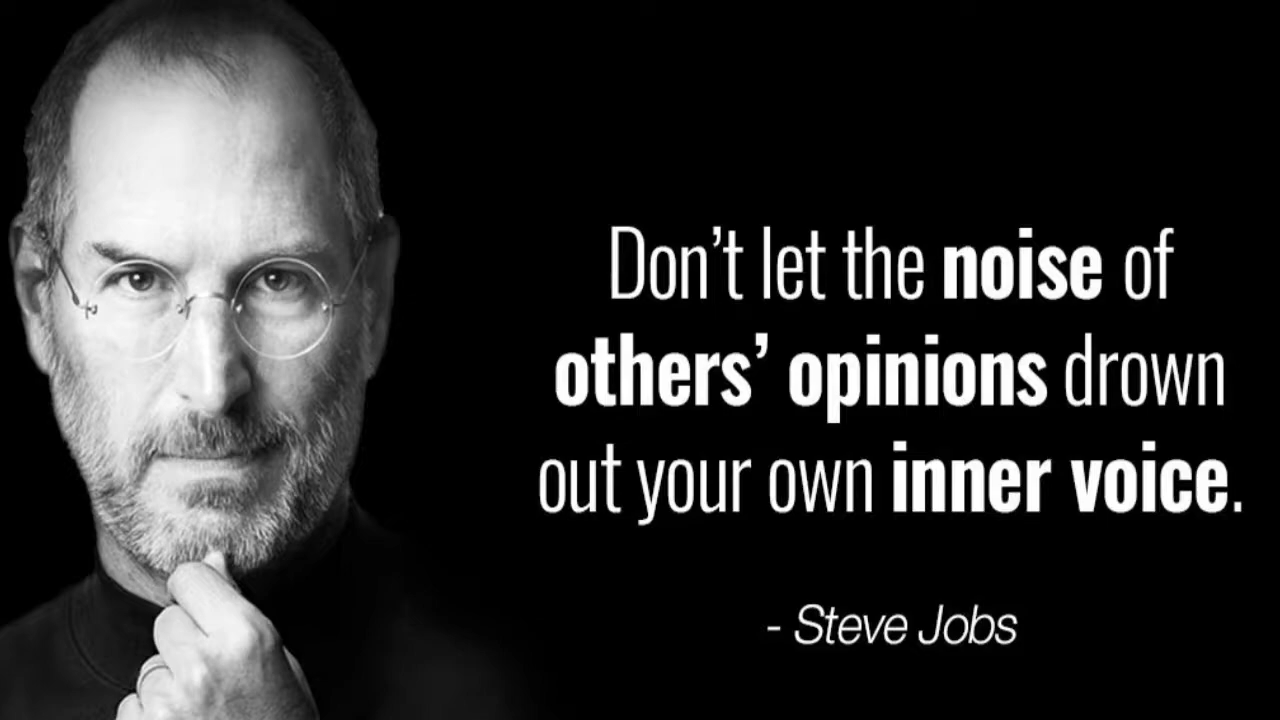 Don’t let the noise of
others’ opinions drown
out your own inner voice.
- Steve Jobs